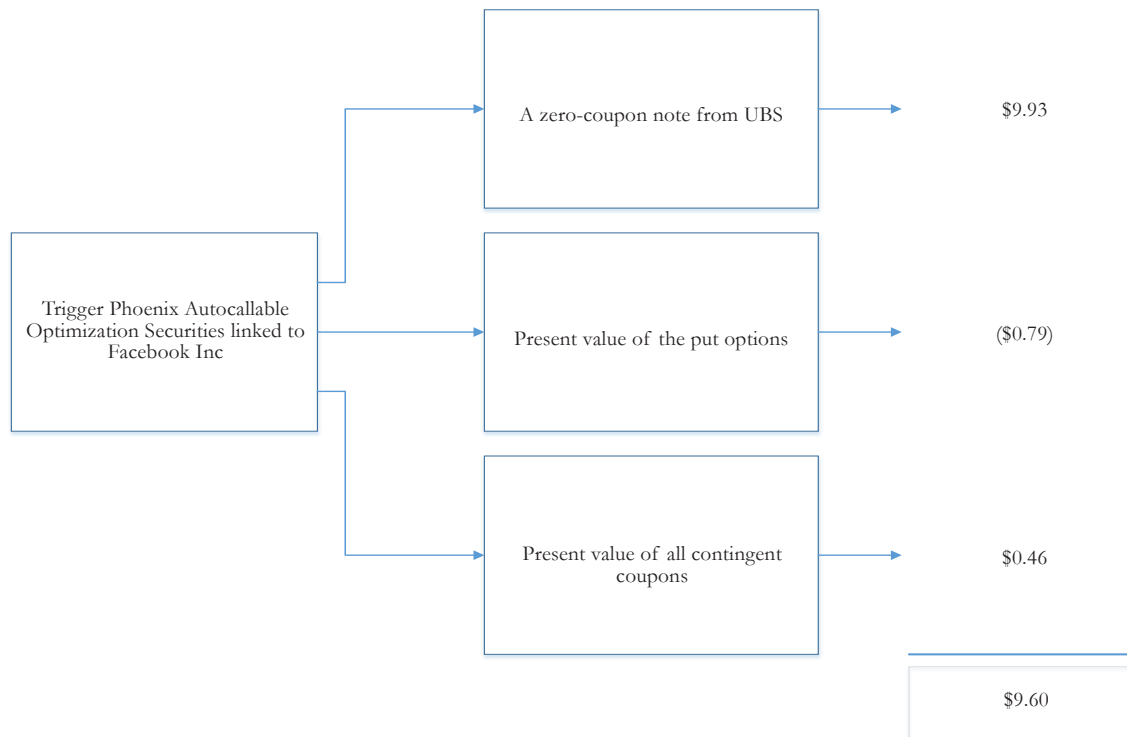 A zero-coupon note from UBS
$9.93
Trigger Phoenix Autocallable
Optimization Securities linked to
Facebook Inc
Present value of the put options
($0.79)
Present value of all contingent
coupons
$0.46
$9.60